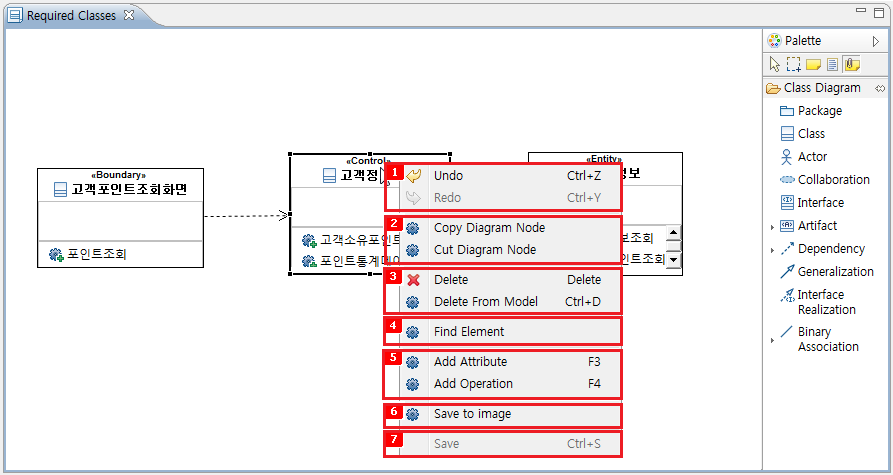 Required Classes
Palette
Class Diagram
Package
Class
Actor
Collaboration
Interface
Artifact
Dependency
Generalization
Interface
Realization
Binary
Association
«Boundary»
고객포인트조회화면
포인트조회
«Control»
고객정
고객소유포인트
«Entity»
보
보조회
인트조회
1
Undo Ctrl+Z
Redo Ctrl+Y
2
Copy Diagram Node
Cut Diagram Node
3
Delete Delete
Delete From Model Ctrl+D
4
Find Element
5
Add Attribute F3
Add Operation F4
6
Save to image
7
Save Ctrl+S